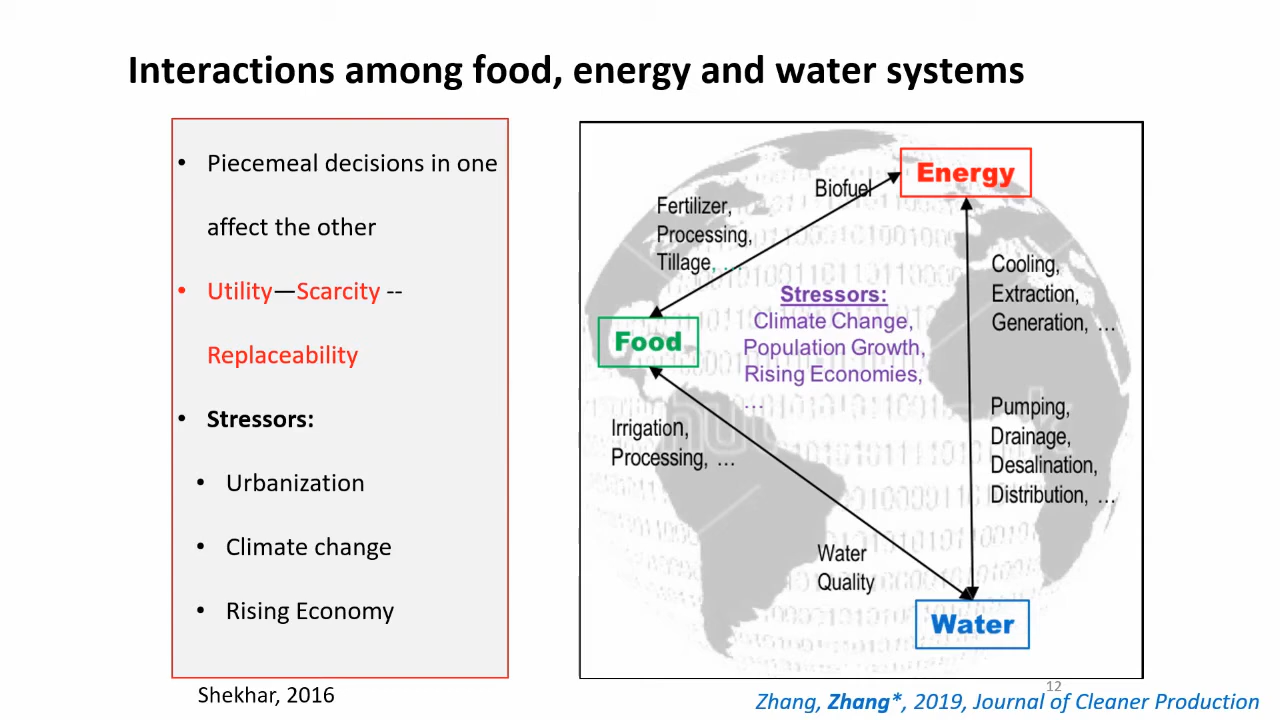 Interactions among food, energy and water systems
• Piecemeal decisions in one
affect the other
• Utility—Scarcity --
Replaceability
• Stressors:
• Urbanization
• Climate change
• Rising Economy
Shekhar, 2016
Energy
Biofuel
Fertilizer,
Processing,
Tillage, …
Cooling,
Extraction,
Generation, …
Stressors:
Climate Change,
Population Growth,
Rising Economies,
…
Food
Pumping,
Drainage,
Desalination,
Distribution, …
Irrigation,
Processing, …
Water
Quality
Water
12
Zhang, Zhang*, 2019, Journal of Cleaner Production